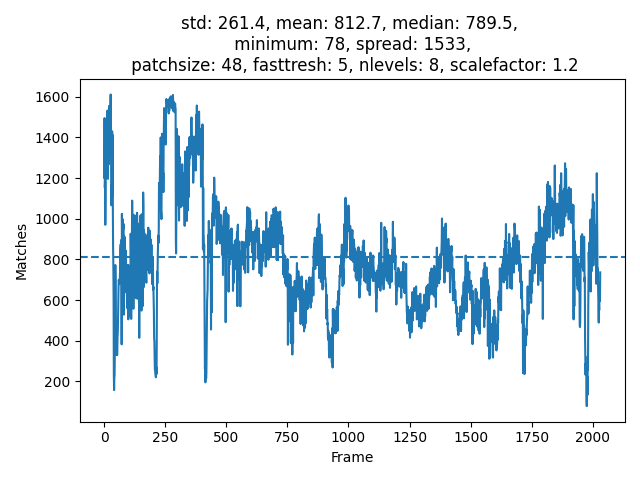 std: 261.4, mean: 812.7, median: 789.5,
minimum: 78, spread: 1533,
patchsize: 48, fasttresh: 5, nlevels: 8, scalefactor: 1.2
1600
1400
1200
1000
800
600
400
200
Matches
0 250 500 750 1000 1250 1500 1750 2000
Frame